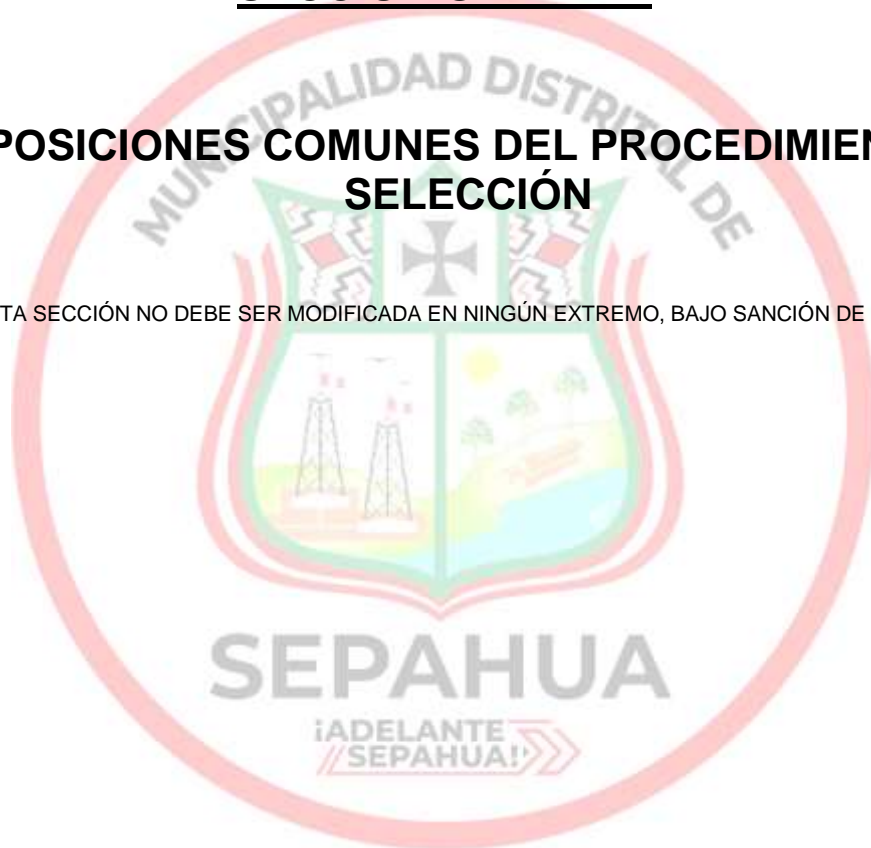 MUNICIPALIDAD DISTRITAL DE
POSICIONES COMUNES DEL PROCEDIMIEN
SELECCIÓN
TA SECCIÓN NO DEBE SER MODIFICADA EN NINGÚN EXTREMO, BAJO SANCIÓN DE
SEPAHUA
¡ADELANTE
SEPAHUA!